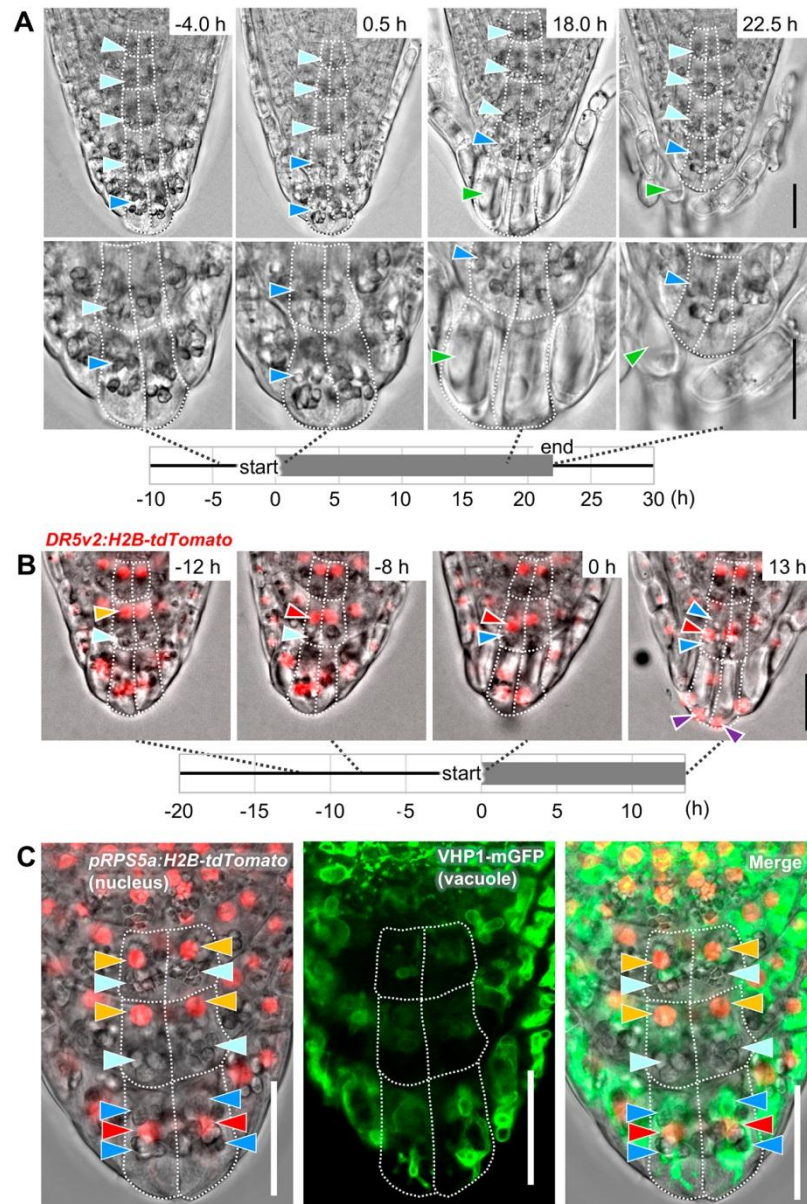 A
-4.0 h
0.5 h
18.0 h
22.5 h
end
start
-10 -5 0 5 10 15 20 25 30 (h)
DR5v2:H2B-tdTomato
B
-12 h
-8 h
0 h
13 h
start
-20 -15 -10 -5 0 5 10 (h)
C
pRPS5a:H2B-tdTomato
(nucleus)
VHP1-mGFP
(vacuole)
Merge